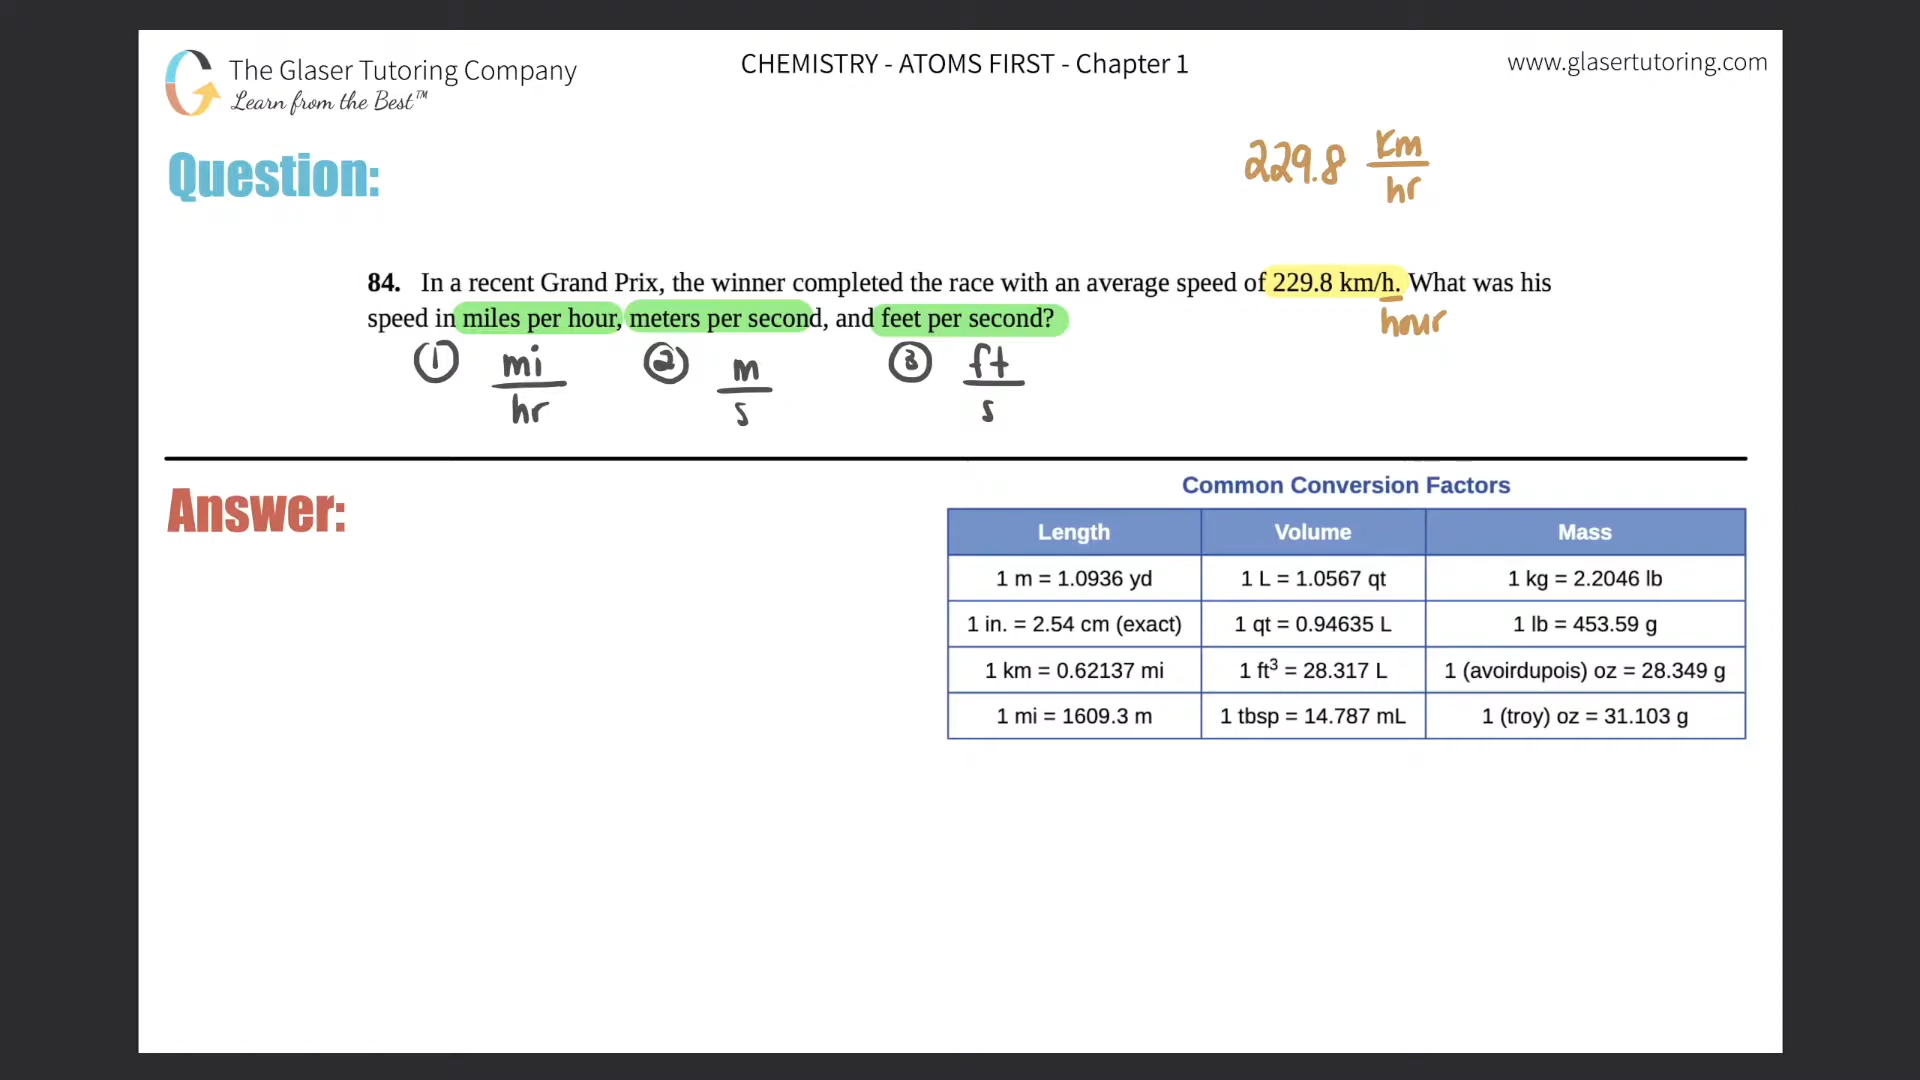 The Glaser Tutoring Company
Learn from the Best™
CHEMISTRY - ATOMS FIRST - Chapter 1
www.glasertutoring.com
Question:
229.8 km
hr
84. In a recent Grand Prix, the winner completed the race with an average speed of 229.8 km/h. What was his
speed in miles per hour, meters per second, and feet per second?
hour
① mi ② m ③ ft
hr s s
Answer:
Common Conversion Factors
Length Volume Mass
1 m = 1.0936 yd 1 L = 1.0567 qt 1 kg = 2.2046 lb
1 in. = 2.54 cm (exact) 1 qt = 0.94635 L 1 lb = 453.59 g
1 km = 0.62137 mi 1 ft³ = 28.317 L 1 (avoirdupois) oz = 28.349 g
1 mi = 1609.3 m 1 tbsp = 14.787 mL 1 (troy) oz = 31.103 g